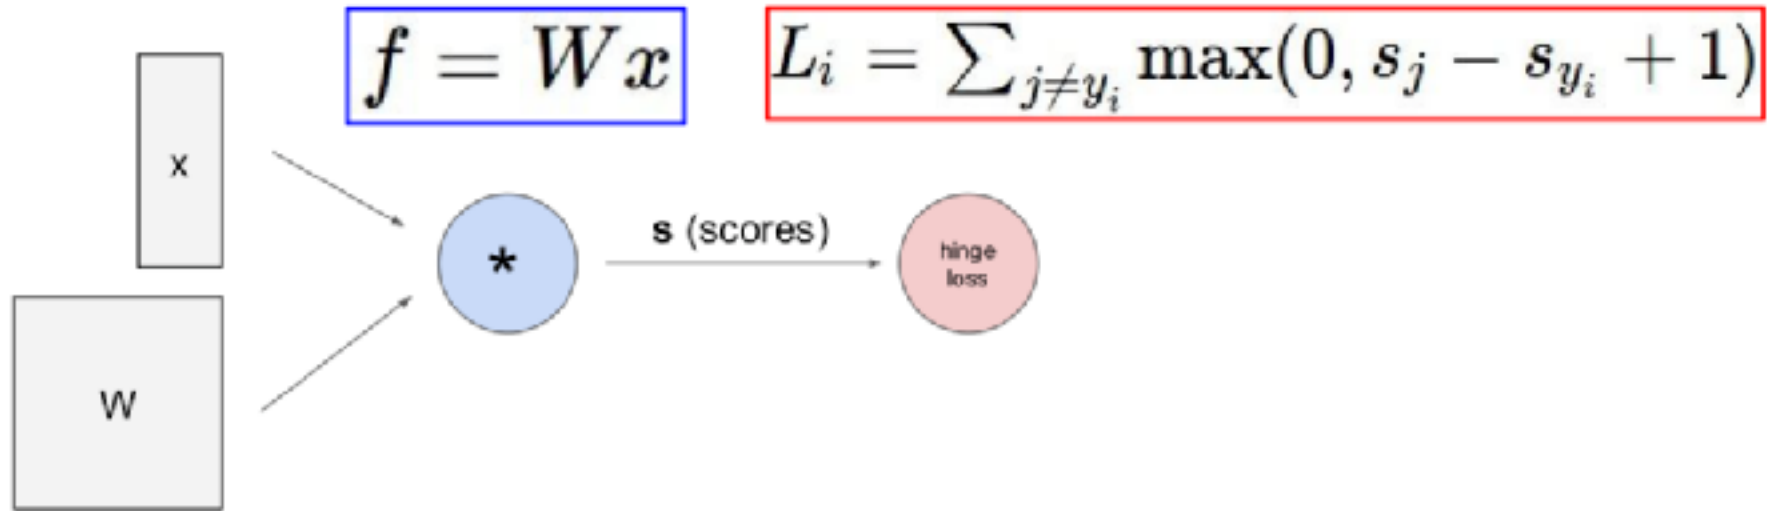 f = Wx
L_i = ∑_{j≠y_i} max(0, s_j − s_{y_i} + 1)
x
s (scores)
*
hinge
loss
W